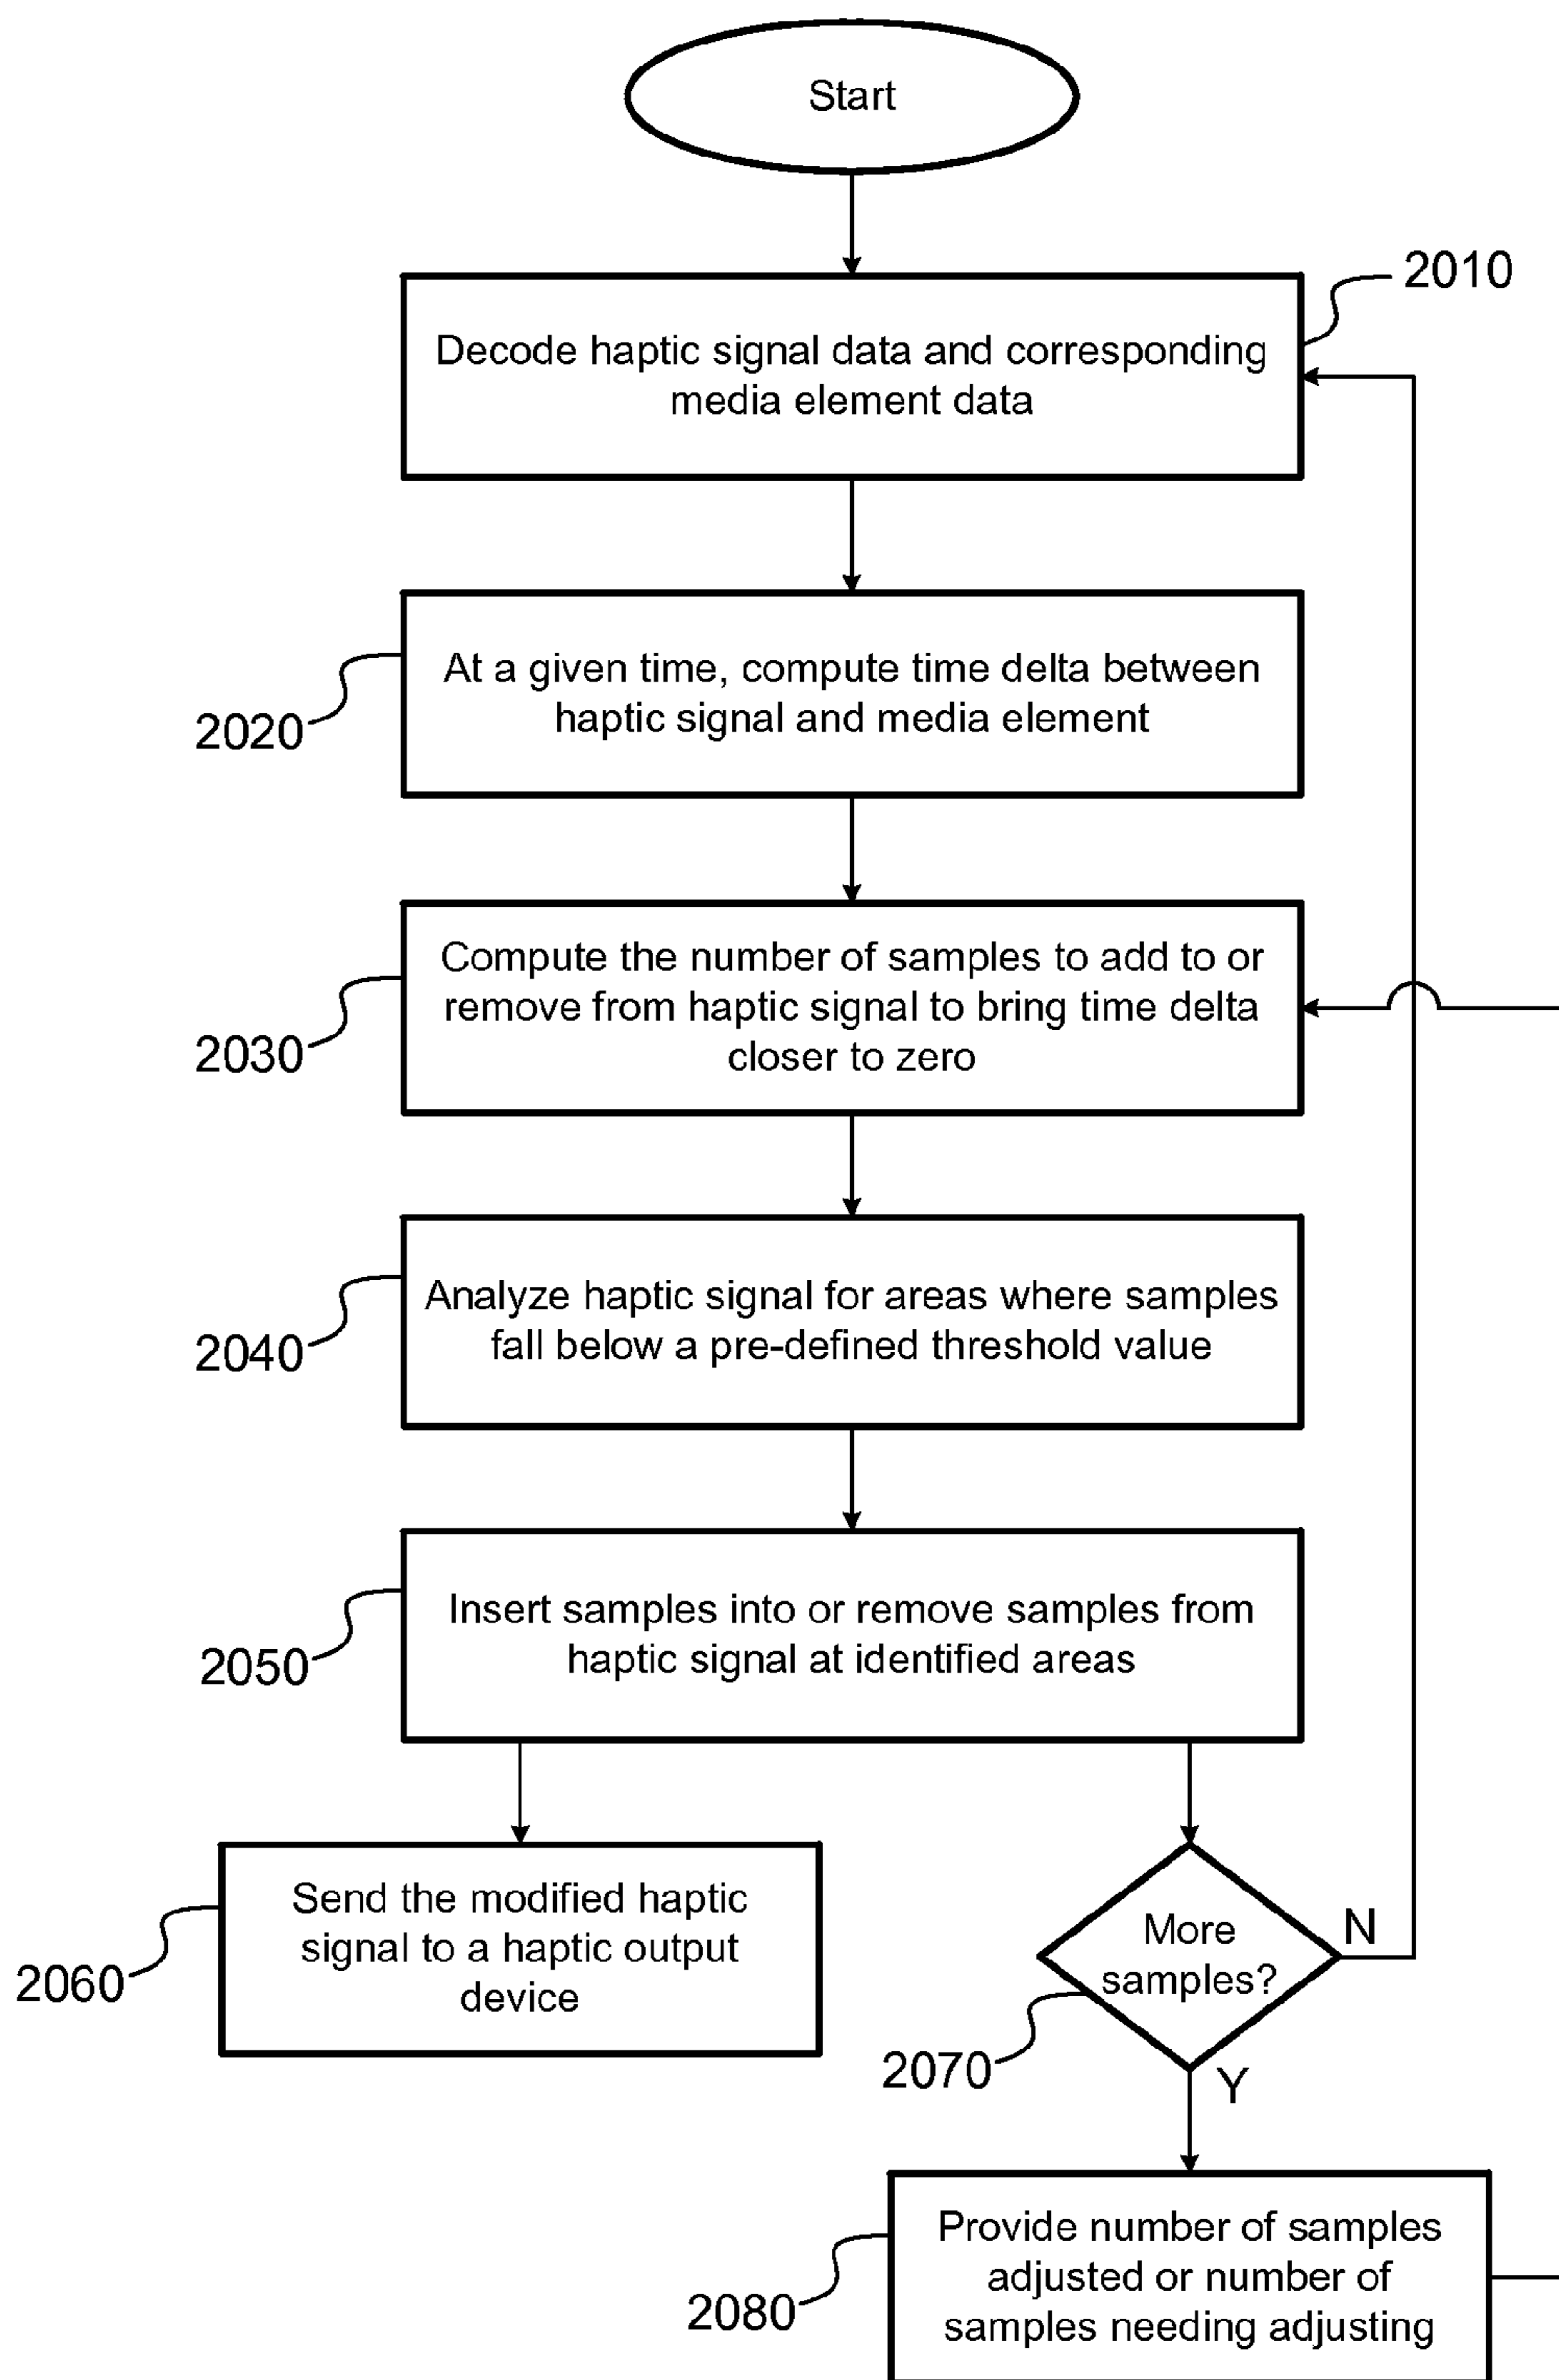 Start
2010
Decode haptic signal data and corresponding
media element data
At a given time, compute time delta between
haptic signal and media element
2020
Compute the number of samples to add to or
remove from haptic signal to bring time delta
closer to zero
2030
Analyze haptic signal for areas where samples
fall below a pre-defined threshold value
2040
Insert samples into or remove samples from
haptic signal at identified areas
2050
Send the modified haptic
signal to a haptic output
device
2060
More
samples?
N
2070
Y
Provide number of samples
adjusted or number of
samples needing adjusting
2080